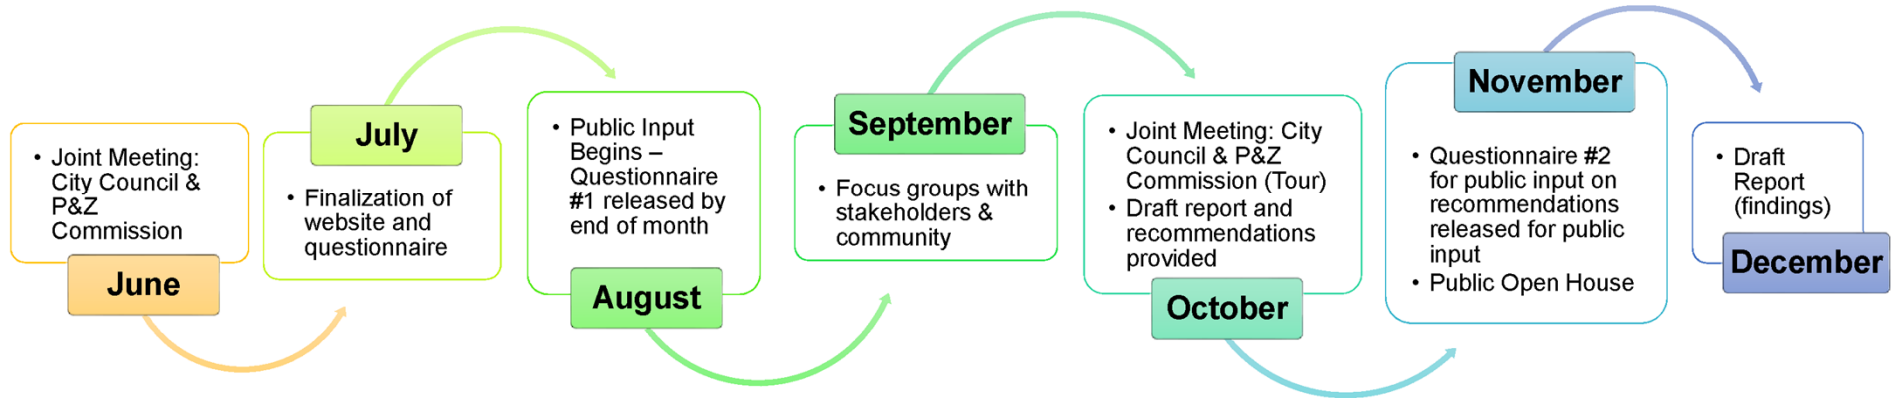 • Joint Meeting:
City Council &
P&Z
Commission
June
July
• Finalization of
website and
questionnaire
• Public Input
Begins –
Questionnaire
#1 released by
end of month
August
September
• Focus groups with
stakeholders &
community
• Joint Meeting: City
Council & P&Z
Commission (Tour)
• Draft report and
recommendations
provided
October
November
• Questionnaire #2
for public input on
recommendations
released for public
input
• Public Open House
• Draft
Report
(findings)
December